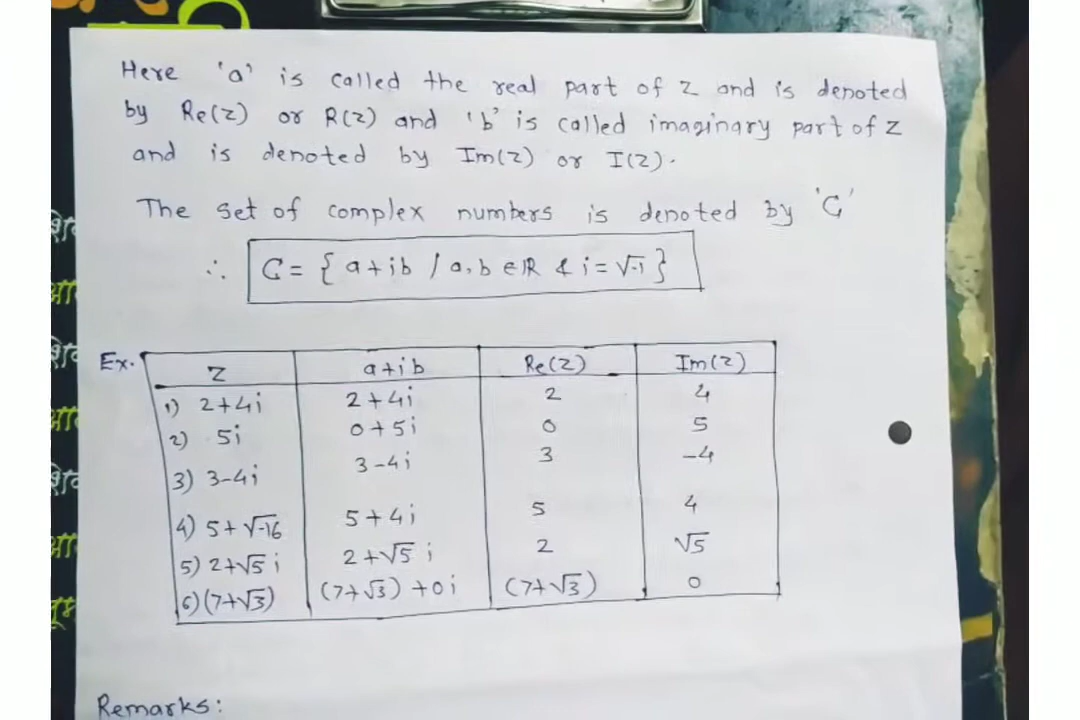 Here 'a' is called the real part of z and is denoted
by Re(z) or R(z) and 'b' is called imaginary part of z
and is denoted by Im(z) or I(z).
The set of complex numbers is denoted by 'C'
∴ C = { a+ib / a, b ∈ ℝ & i = √-1 }
Ex. z a+ib Re(z) Im(z)
1) 2+4i 2+4i 2 4
2) 5i 0+5i 0 5
3) 3-4i 3-4i 3 -4
4) 5+√-16 5+4i 5 4
5) 2+√5 i 2+√5 i 2 √5
6) (7+√3) (7+√3) +0i (7+√3) 0
Remarks: